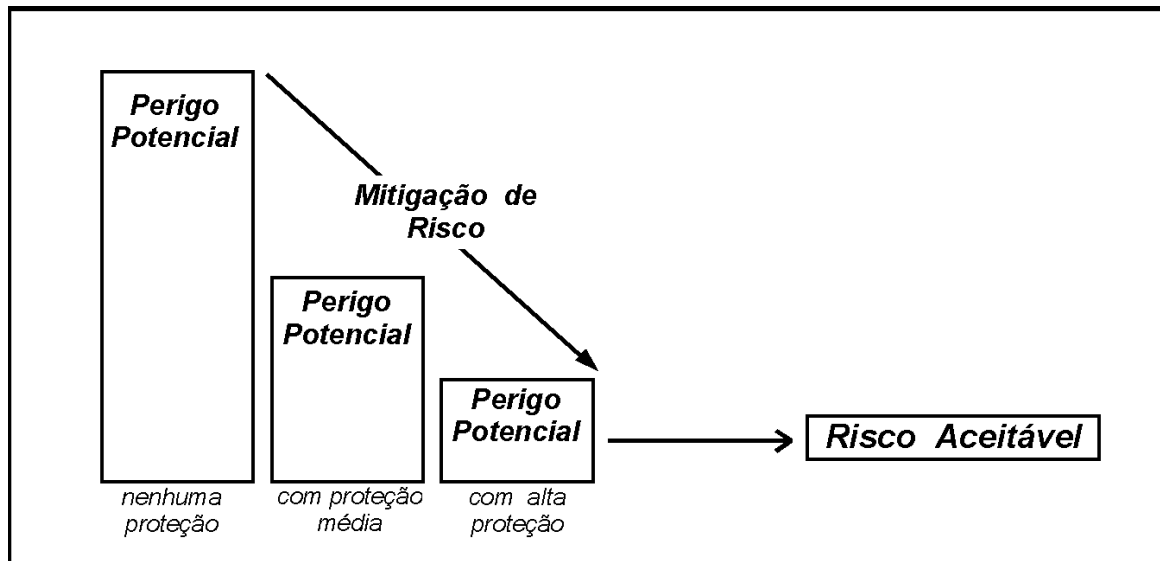 Perigo
Potencial
Mitigação de
Risco
Perigo
Potencial
Perigo
Potencial
Risco Aceitável
nenhuma
proteção
com proteção
média
com alta
proteção